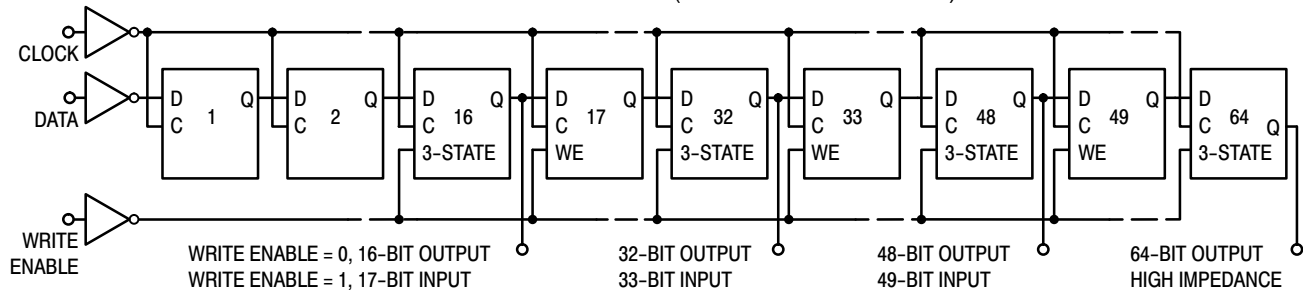 CLOCK
DATA
D Q
C
1
2
D Q
C
16
3-STATE
D Q
C
17
WE
D Q
C
32
3-STATE
D Q
C
33
WE
D Q
C
48
3-STATE
D Q
C
49
WE
D
C
Q
64
3-STATE
WRITE
ENABLE
WRITE ENABLE = 0, 16-BIT OUTPUT
WRITE ENABLE = 1, 17-BIT INPUT
32-BIT OUTPUT
33-BIT INPUT
48-BIT OUTPUT
49-BIT INPUT
64-BIT OUTPUT
HIGH IMPEDANCE